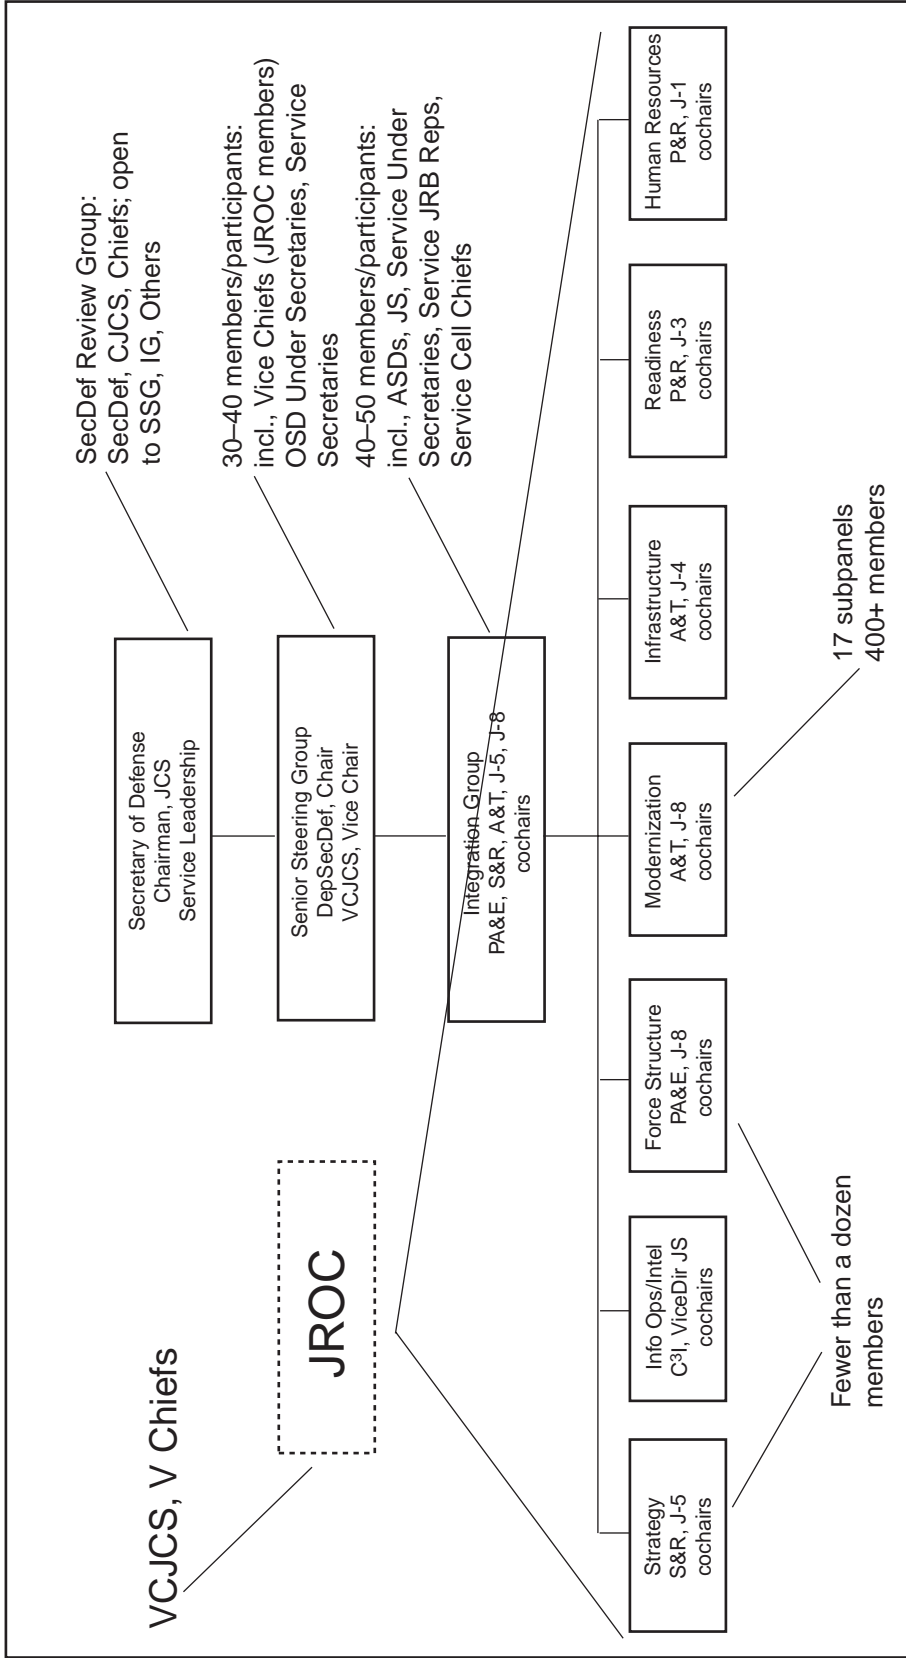 VCJCS, V Chiefs
JROC
Secretary of Defense
Chairman, JCS
Service Leadership
SecDef Review Group:
SecDef, CJCS, Chiefs; open
to SSG, IG, Others
Senior Steering Group
DepSecDef, Chair
VCJCS, Vice Chair
30–40 members/participants:
incl., Vice Chiefs (JROC members)
OSD Under Secretaries, Service
Secretaries
Integration Group
PA&E, S&R, A&T, J-5, J-8
cochairs
40–50 members/participants:
incl., ASDs, JS, Service Under
Secretaries, Service JRB Reps,
Service Cell Chiefs
Strategy
S&R, J-5
cochairs
Info Ops/Intel
C³I, ViceDir JS
cochairs
Force Structure
PA&E, J-8
cochairs
Modernization
A&T, J-8
cochairs
Infrastructure
A&T, J-4
cochairs
Readiness
P&R, J-3
cochairs
Human Resources
P&R, J-1
cochairs
Fewer than a dozen
members
17 subpanels
400+ members